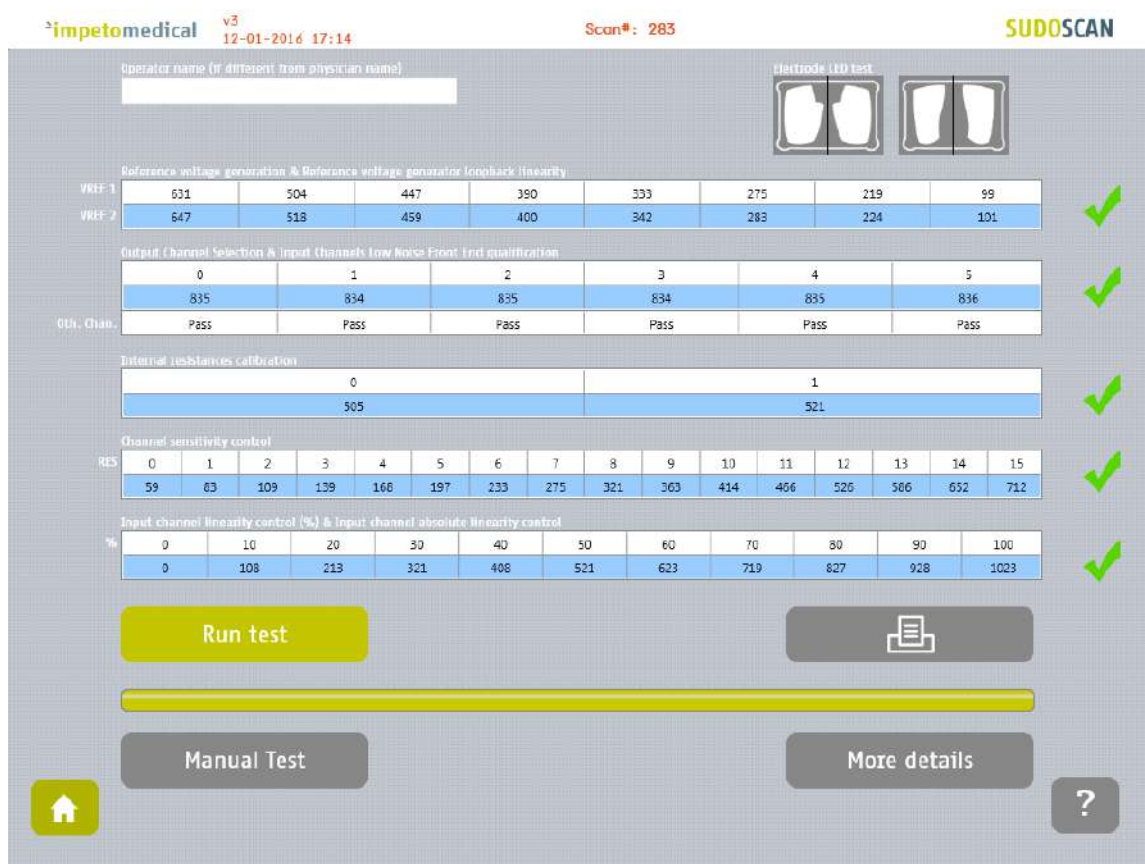 impetomedical
v3
12-01-2016 17:14
Scan#: 283
SUDOSCAN
Operator name (if different from physician name)
Electrode LED test
Reference voltage generation & Reference voltage generator loopback linearity
VREF 1 631 504 447 390 333 275 219 99
VREF 2 647 518 459 400 342 283 224 101
Output Channel Selection & Input Channels Low Noise Front End qualification
0 1 2 3 4 5
835 834 835 834 835 836
Oth. Chan. Pass Pass Pass Pass Pass Pass
Internal resistances calibration
0 1
505 521
Channel sensitivity control
RES 0 1 2 3 4 5 6 7 8 9 10 11 12 13 14 15
59 83 109 139 168 197 233 275 321 363 414 466 526 586 652 712
Input channel linearity control (%) & Input channel absolute linearity control
% 0 10 20 30 40 50 60 70 80 90 100
0 108 213 321 408 521 623 719 827 928 1023
Run test
Manual Test
More details
?